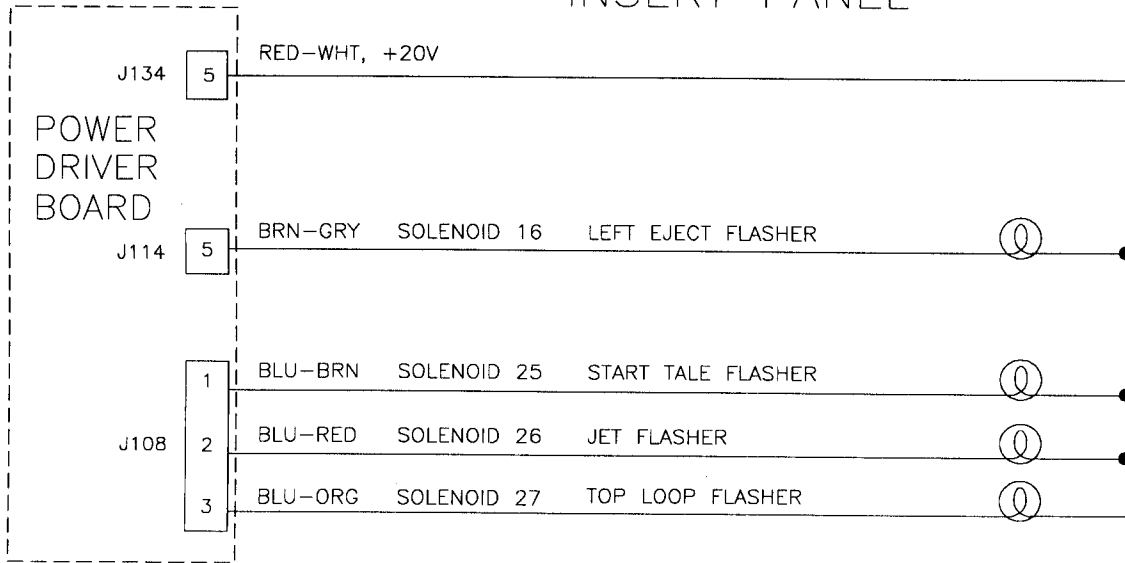 INSERT PANEL
RED-WHT, +20V
J134 5
POWER
DRIVER
BOARD
J114 5 BRN-GRY SOLENOID 16 LEFT EJECT FLASHER
1 BLU-BRN SOLENOID 25 START TALE FLASHER
J108 2 BLU-RED SOLENOID 26 JET FLASHER
3 BLU-ORG SOLENOID 27 TOP LOOP FLASHER